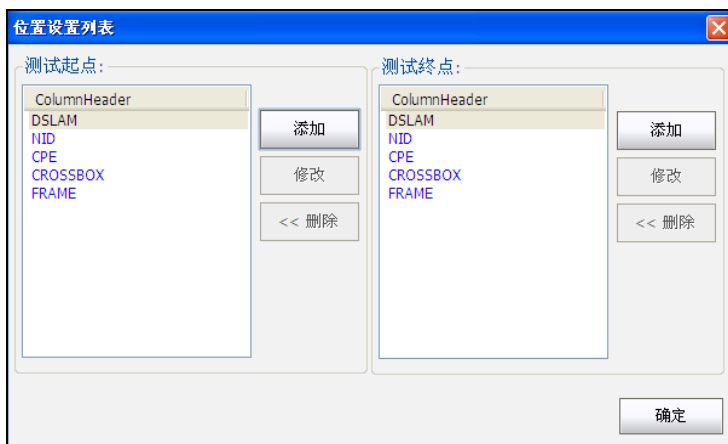 位置设置列表
测试起点:
ColumnHeader
DSLAM
NID
CPE
CROSSBOX
FRAME
添加
修改
<< 删除
测试终点:
ColumnHeader
DSLAM
NID
CPE
CROSSBOX
FRAME
添加
修改
<< 删除
确定